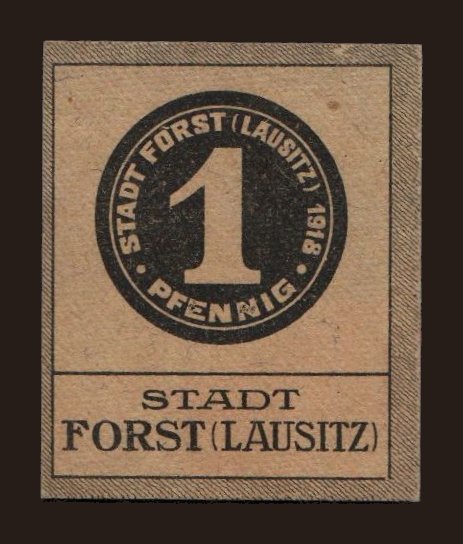 STADT FORST (LAUSITZ) 1918
1
PFENNIG
STADT
FORST (LAUSITZ)